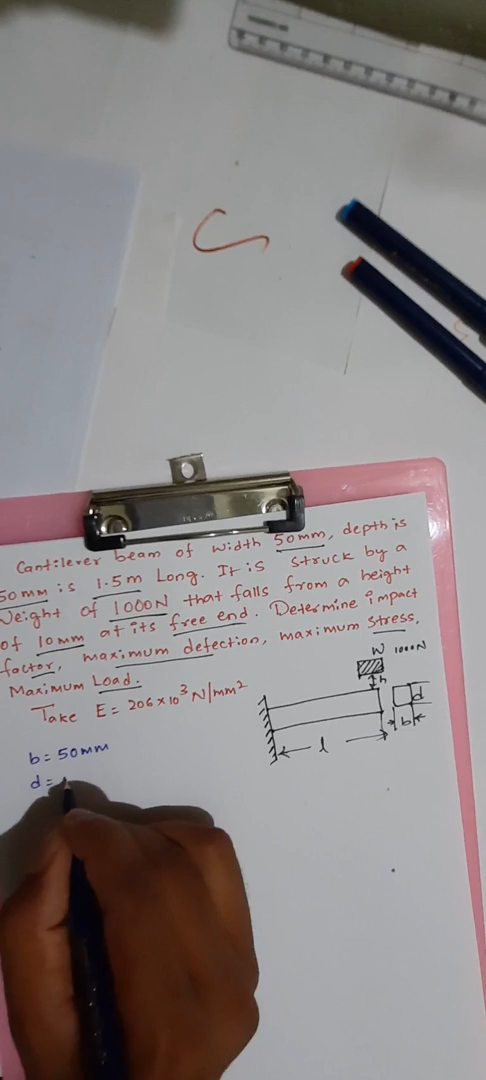 Cantilever beam of width 50mm, depth is
50mm is 1.5m Long. It is struck by a
Weight of 1000N that falls from a height
of 10mm at its free end. Determine impact
factor, maximum defection, maximum stress,
Maximum Load.
Take E = 206×10³ N/mm²
W 1000N
h
d
b
l
b = 50mm
d =